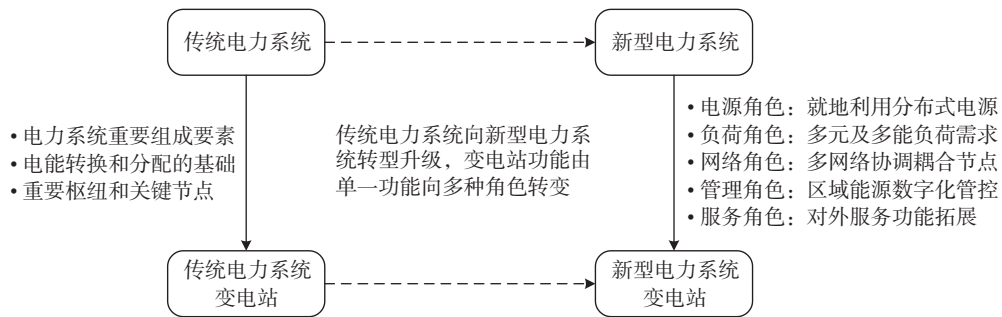 传统电力系统
新型电力系统
•电力系统重要组成要素
•电能转换和分配的基础
•重要枢纽和关键节点
传统电力系统向新型电力系
统转型升级，变电站功能由
单一功能向多种角色转变
•电源角色：就地利用分布式电源
•负荷角色：多元及多能负荷需求
•网络角色：多网络协调耦合节点
•管理角色：区域能源数字化管控
•服务角色：对外服务功能拓展
传统电力系统
变电站
新型电力系统
变电站